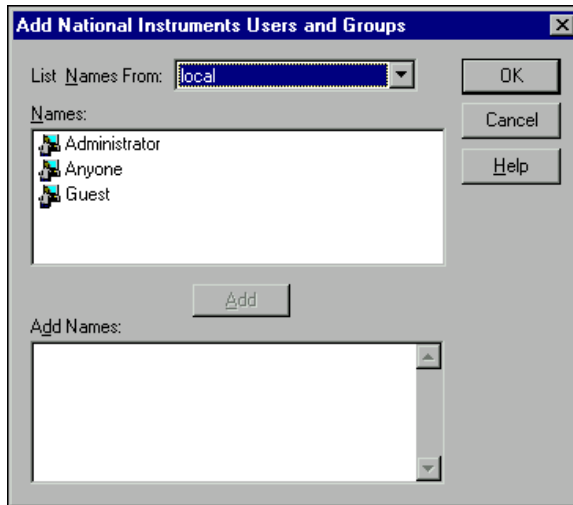 Add National Instruments Users and Groups
List Names From: local
OK
Names:
Cancel
Administrator
Anyone
Help
Guest
Add
Add Names: